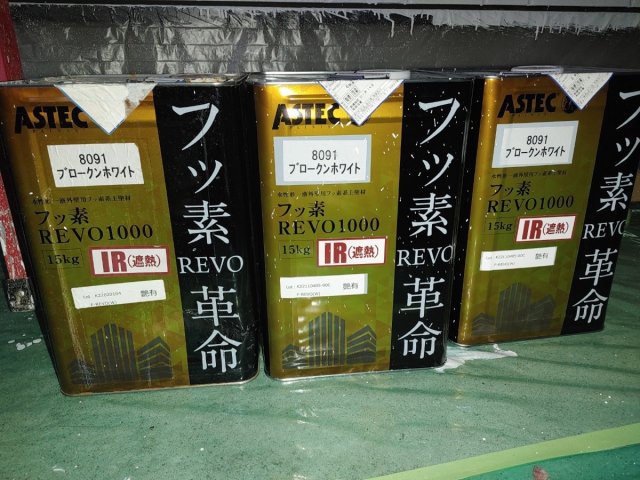 ASTEC
8091
ブロークンホワイト
フッ素
REVO1000
15kg
IR(遮熱)
艶有
F-REVO(W)
フッ素
REVO
革命
ASTEC
8091
ブロークンホワイト
フッ素
REVO1000
15kg
IR(遮熱)
艶有
F-REVO(W)
フッ素
REVO
革命
ASTEC
8091
ブロークンホワイト
フッ素
REVO1000
15kg
IR(遮熱)
艶有
F-REVO(W)
フッ素
REVO
革命